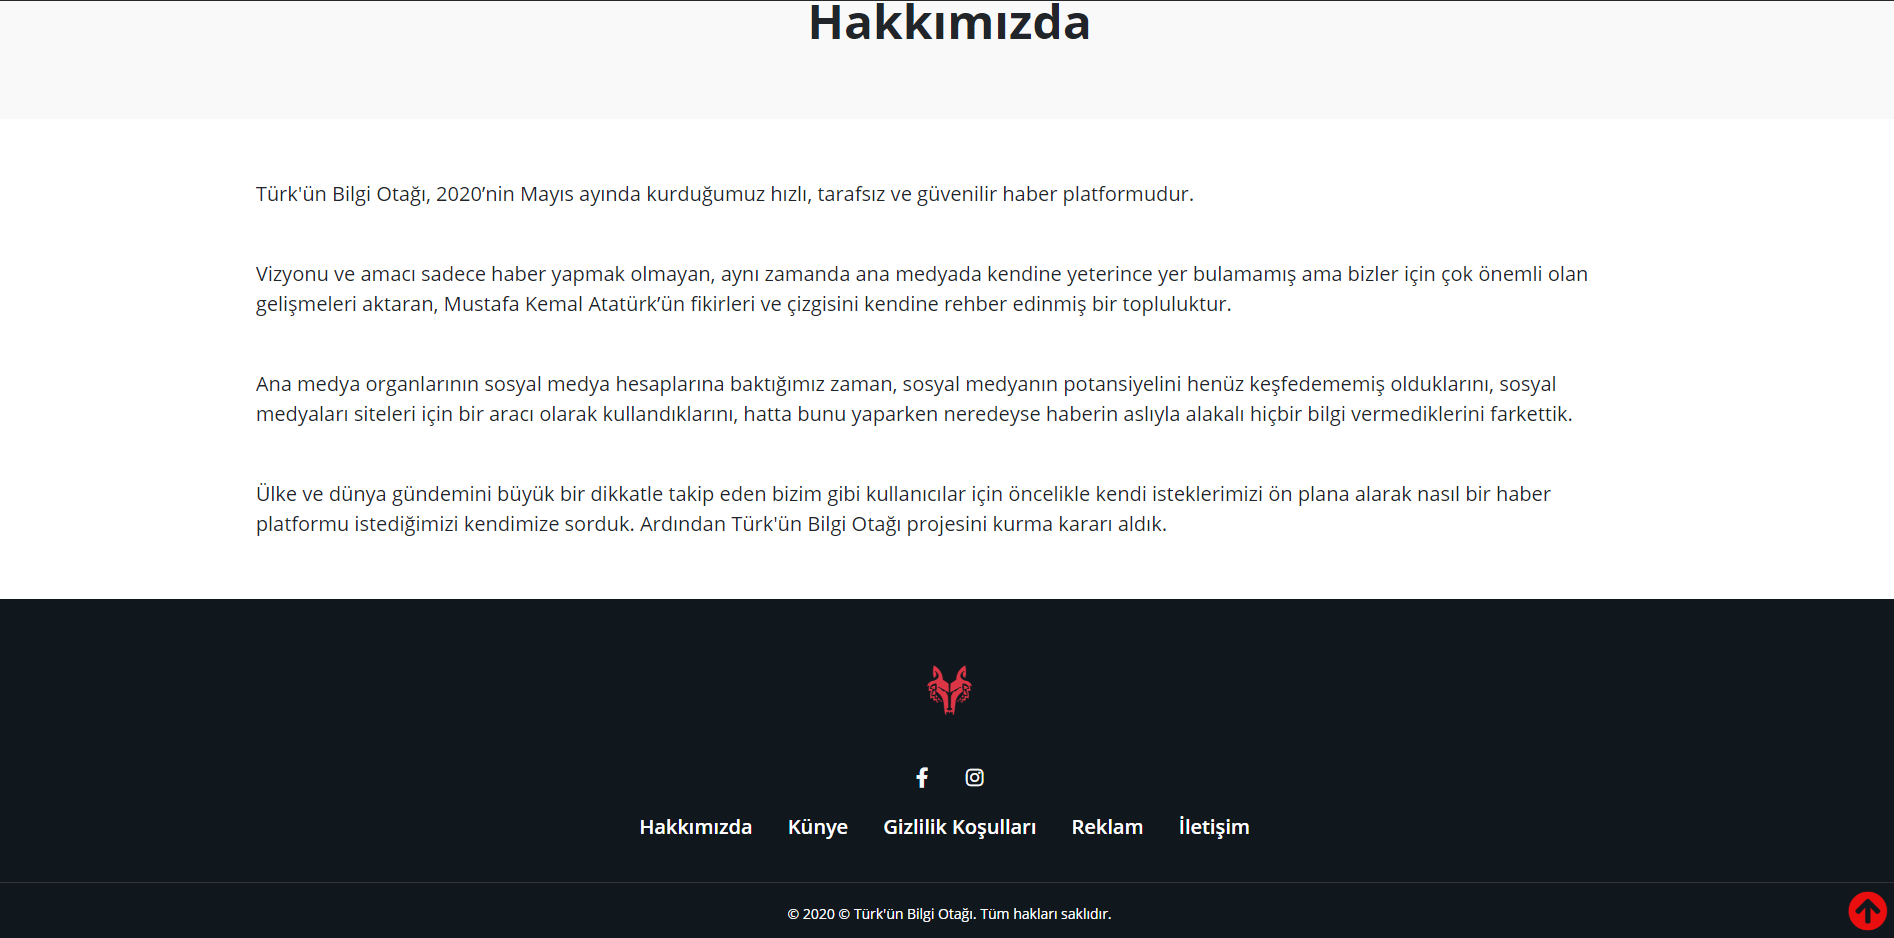 Hakkımızda
Türk'ün Bilgi Otağı, 2020’nin Mayıs ayında kurduğumuz hızlı, tarafsız ve güvenilir haber platformudur.
Vizyonu ve amacı sadece haber yapmak olmayan, aynı zamanda ana medyada kendine yeterince yer bulamamış ama bizler için çok önemli olan
gelişmeleri aktaran, Mustafa Kemal Atatürk’ün fikirleri ve çizgisini kendine rehber edinmiş bir topluluktur.
Ana medya organlarının sosyal medya hesaplarına baktığımız zaman, sosyal medyanın potansiyelini henüz keşfedememiş olduklarını, sosyal
medyaları siteleri için bir aracı olarak kullandıklarını, hatta bunu yaparken neredeyse haberin aslıyla alakalı hiçbir bilgi vermediklerini farkettik.
Ülke ve dünya gündemini büyük bir dikkatle takip eden bizim gibi kullanıcılar için öncelikle kendi isteklerimizi ön plana alarak nasıl bir haber
platformu istediğimizi kendimize sorduk. Ardından Türk'ün Bilgi Otağı projesini kurma kararı aldık.
Hakkımızda Künye Gizlilik Koşulları Reklam İletişim
© 2020 © Türk'ün Bilgi Otağı. Tüm hakları saklıdır.